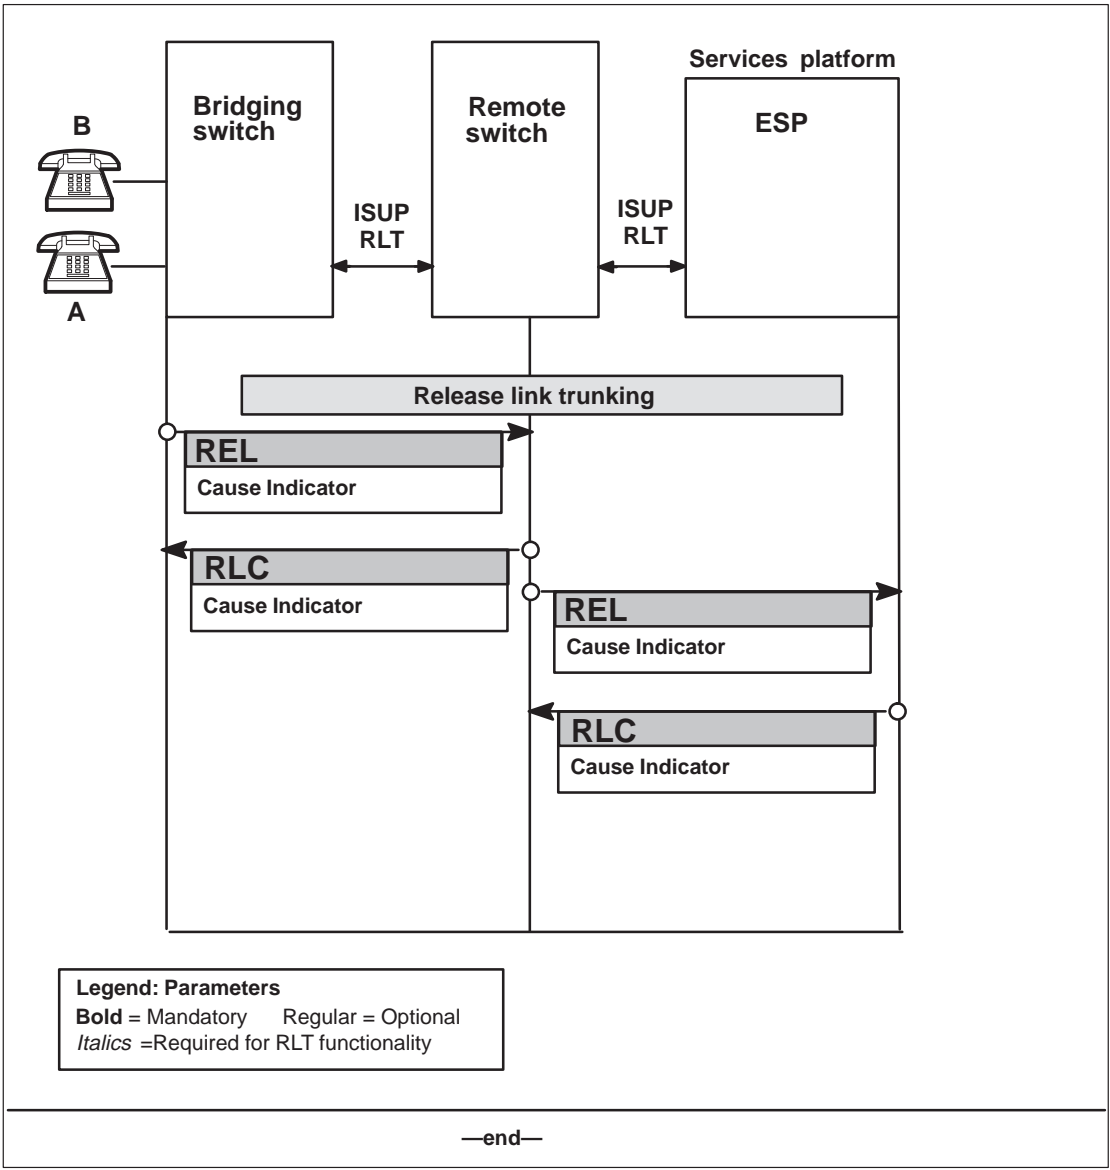 Services platform
Bridging
switch
Remote
switch
ESP
B
ISUP
RLT
ISUP
RLT
A
Release link trunking
REL
Cause Indicator
RLC
Cause Indicator
REL
Cause Indicator
RLC
Cause Indicator
Legend: Parameters
Bold = Mandatory Regular = Optional
Italics =Required for RLT functionality
—end—